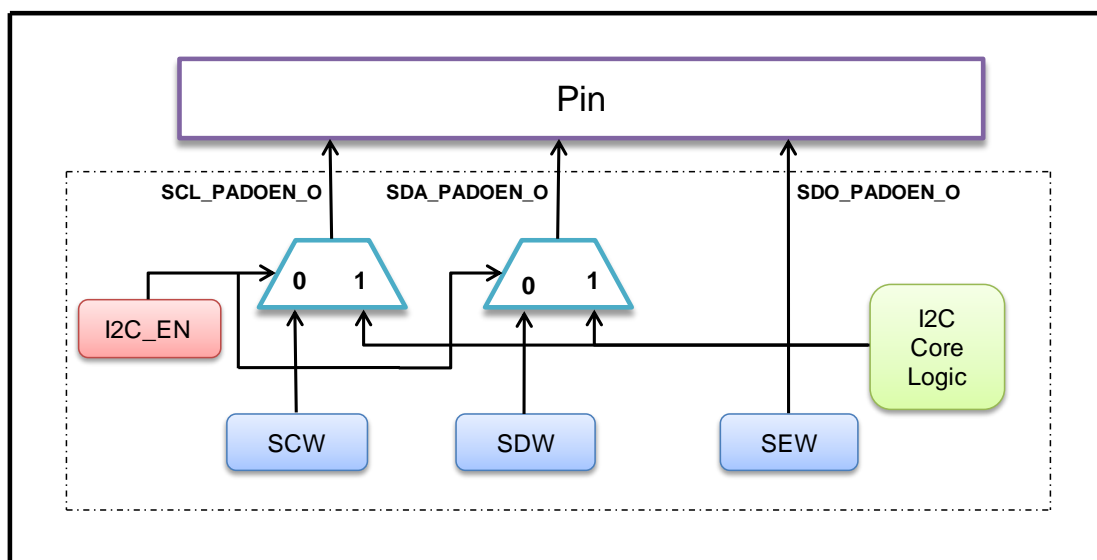 Pin
SCL_PADOEN_O
SDA_PADOEN_O
SDO_PADOEN_O
0 1
0 1
I2C_EN
I2C
Core
Logic
SCW
SDW
SEW